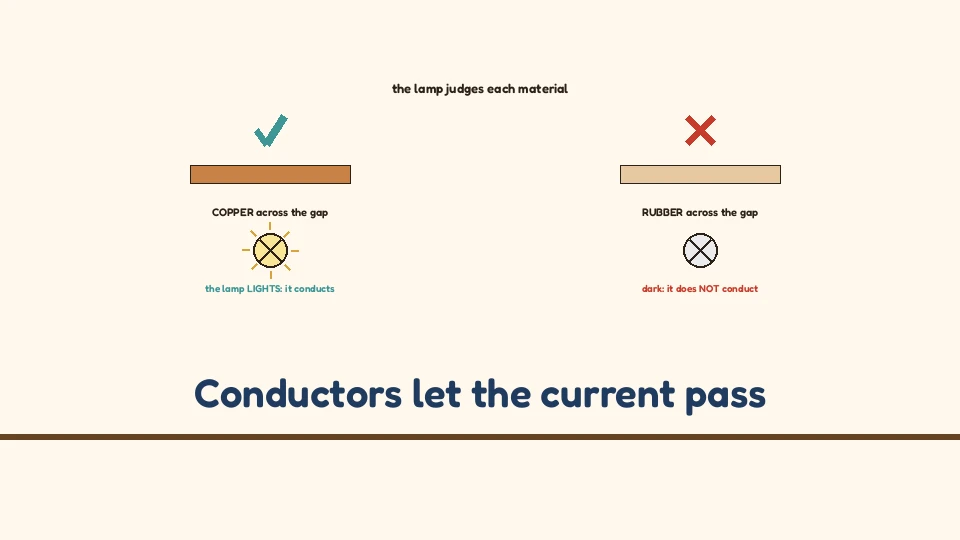 the lamp judges each material
COPPER across the gap
RUBBER across the gap
the lamp LIGHTS: it conducts
dark: it does NOT conduct
Conductors let the current pass